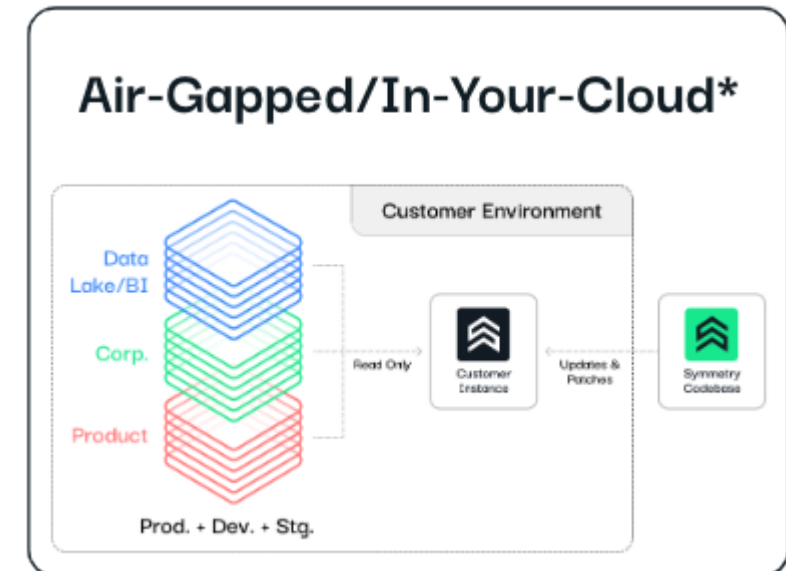 Air-Gapped/In-Your-Cloud*
Customer Environment
Data
Lake/BI
Corp.
Product
Prod. + Dev. + Stg.
Read Only
Customer
Instance
Updates &
Patches
Symmetry
Codebase